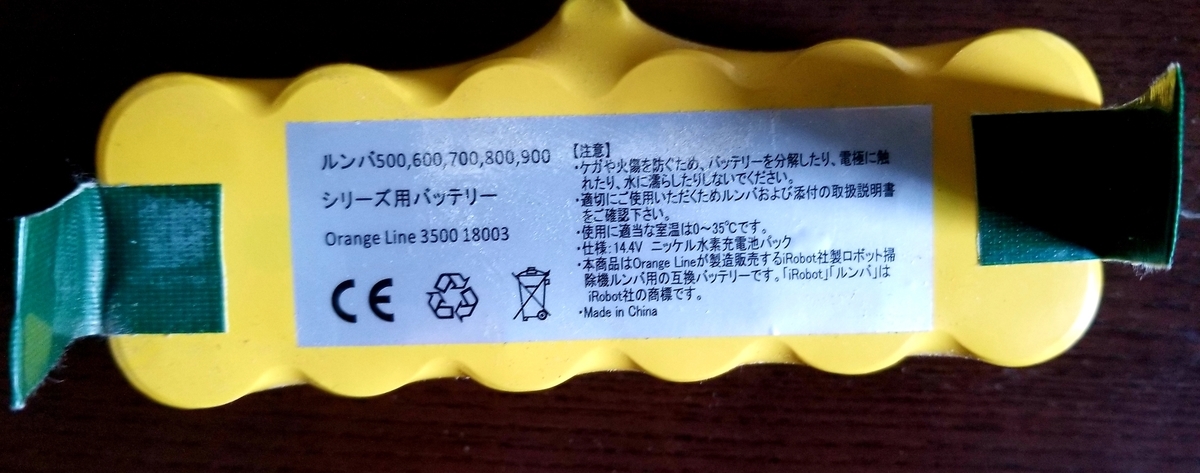 ルンバ500,600,700,800,900
シリーズ用バッテリー
Orange Line 3500 18003
CE
【注意】
・ケガや火傷を防ぐため、バッテリーを分解したり、電極に触
れたり、水に濡らしたりしないでください。
・適切にご使用いただくためルンバおよび添付の取扱説明書
をご確認下さい。
・使用に適当な室温は0～35℃です。
・仕様：14.4V ニッケル水素充電池パック
・本商品はOrange Lineが製造販売するiRobot社製ロボット掃
除機ルンバ用の互換バッテリーです。「iRobot」「ルンバ」は
iRobot社の商標です。
・Made in China